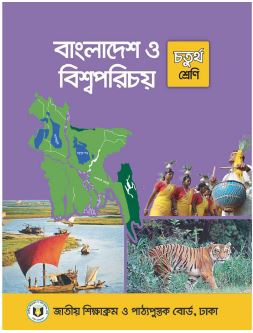 বাংলাদেশ ও
বিশ্বপরিচয়
চতুর্থ
শ্রেণি
জাতীয় শিক্ষাক্রম ও পাঠ্যপুস্তক বোর্ড, ঢাকা